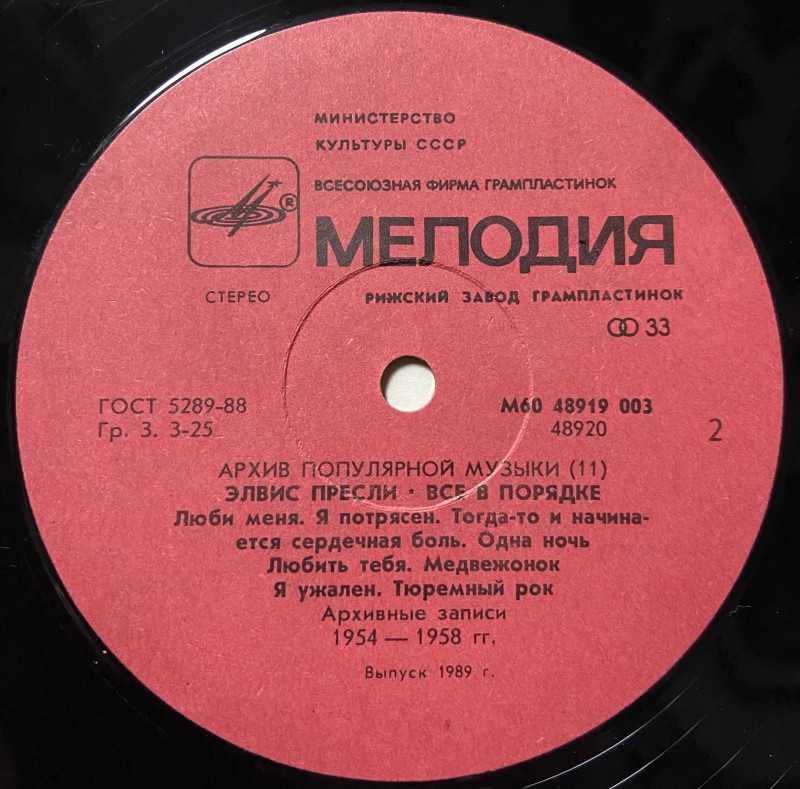 МИНИСТЕРСТВО
КУЛЬТУРЫ СССР
ВСЕСОЮЗНАЯ ФИРМА ГРАМПЛАСТИНОК
®
МЕЛОДИЯ
СТЕРЕО
РИЖСКИЙ ЗАВОД ГРАМПЛАСТИНОК
33
ГОСТ 5289-88
М60 48919 003
Гр. 3. 3-25
48920
2
АРХИВ ПОПУЛЯРНОЙ МУЗЫКИ (11)
ЭЛВИС ПРЕСЛИ · ВСЕ В ПОРЯДКЕ
Люби меня. Я потрясен. Тогда-то и начина-
ется сердечная боль. Одна ночь
Любить тебя. Медвежонок
Я ужален. Тюремный рок
Архивные записи
1954 — 1958 гг.
Выпуск 1989 г.